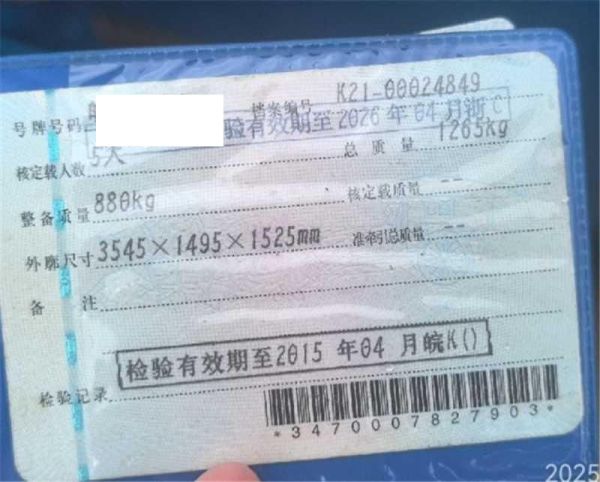 号牌号码 档案编号 K21-00024849
检验有效期至2026年04月浙C
核定载人数 5人 总质量 1265kg
整备质量 880kg 核定载质量 --
外廓尺寸 3545×1495×1525mm 准牵引总质量 --
备注
检验有效期至2015年04月皖K()
检验记录
*3470007827903*
2025